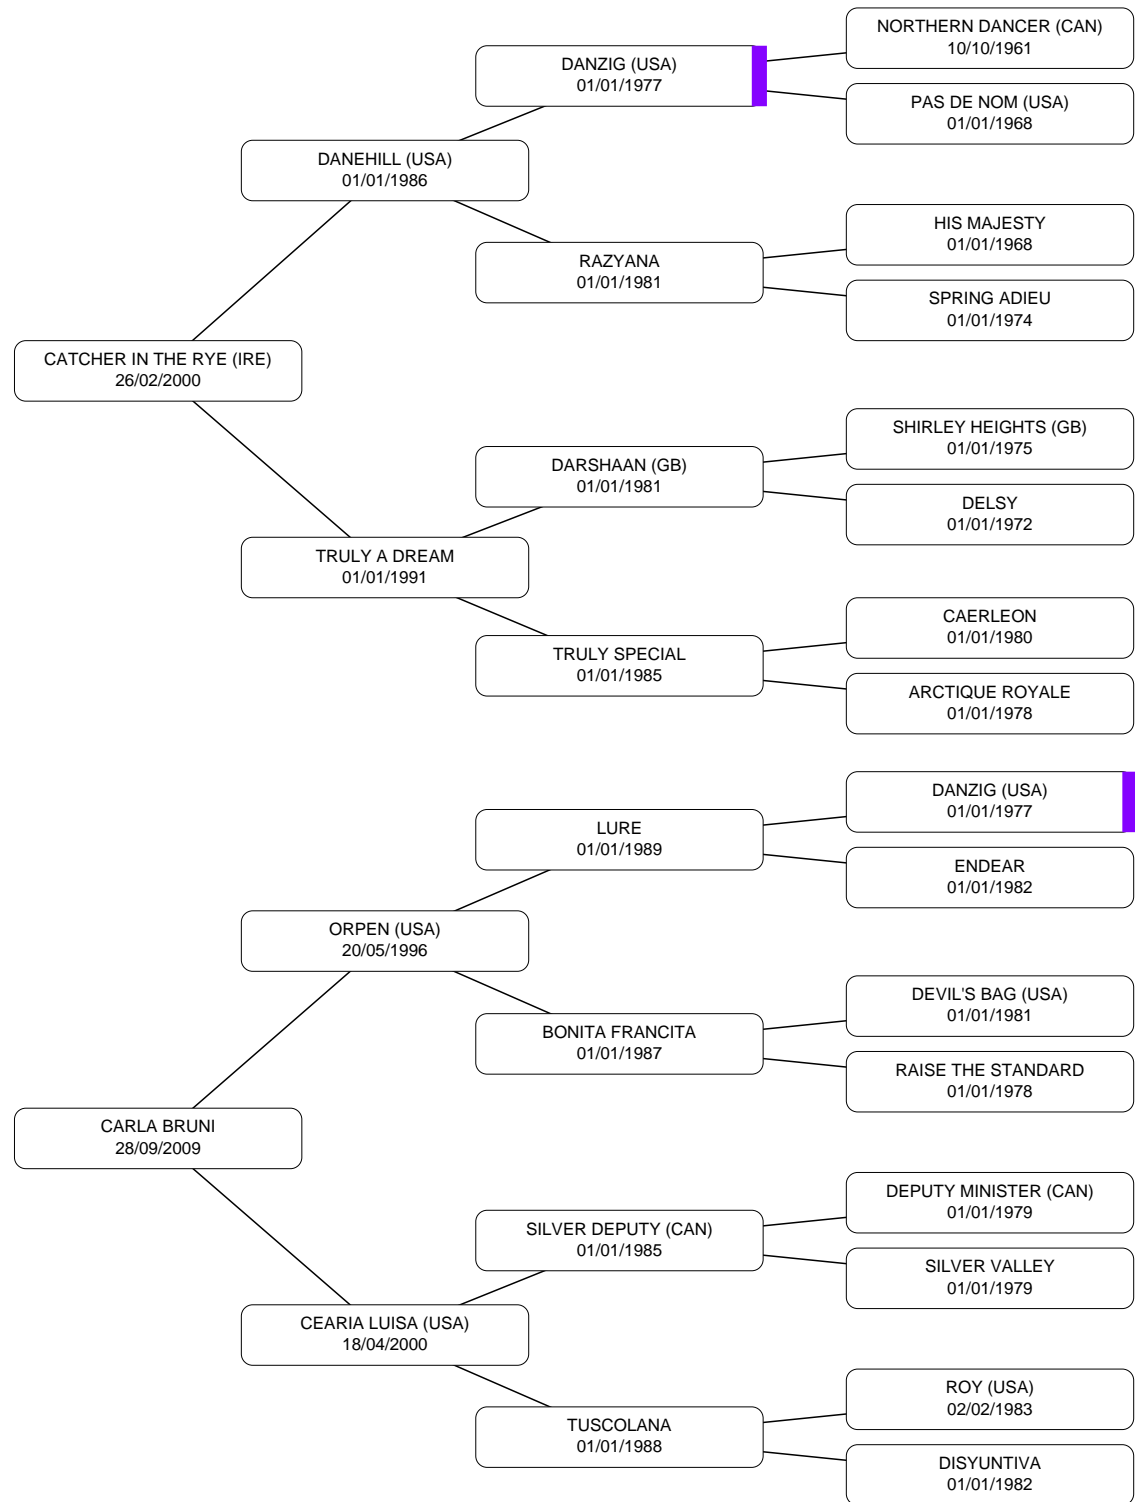 NORTHERN DANCER (CAN)
10/10/1961
DANZIG (USA)
01/01/1977
PAS DE NOM (USA)
01/01/1968
DANEHILL (USA)
01/01/1986
HIS MAJESTY
01/01/1968
RAZYANA
01/01/1981
SPRING ADIEU
01/01/1974
CATCHER IN THE RYE (IRE)
26/02/2000
SHIRLEY HEIGHTS (GB)
01/01/1975
DARSHAAN (GB)
01/01/1981
DELSY
01/01/1972
TRULY A DREAM
01/01/1991
CAERLEON
01/01/1980
TRULY SPECIAL
01/01/1985
ARCTIQUE ROYALE
01/01/1978
DANZIG (USA)
01/01/1977
LURE
01/01/1989
ENDEAR
01/01/1982
ORPEN (USA)
20/05/1996
DEVIL'S BAG (USA)
01/01/1981
BONITA FRANCITA
01/01/1987
RAISE THE STANDARD
01/01/1978
CARLA BRUNI
28/09/2009
DEPUTY MINISTER (CAN)
01/01/1979
SILVER DEPUTY (CAN)
01/01/1985
SILVER VALLEY
01/01/1979
CEARIA LUISA (USA)
18/04/2000
ROY (USA)
02/02/1983
TUSCOLANA
01/01/1988
DISYUNTIVA
01/01/1982